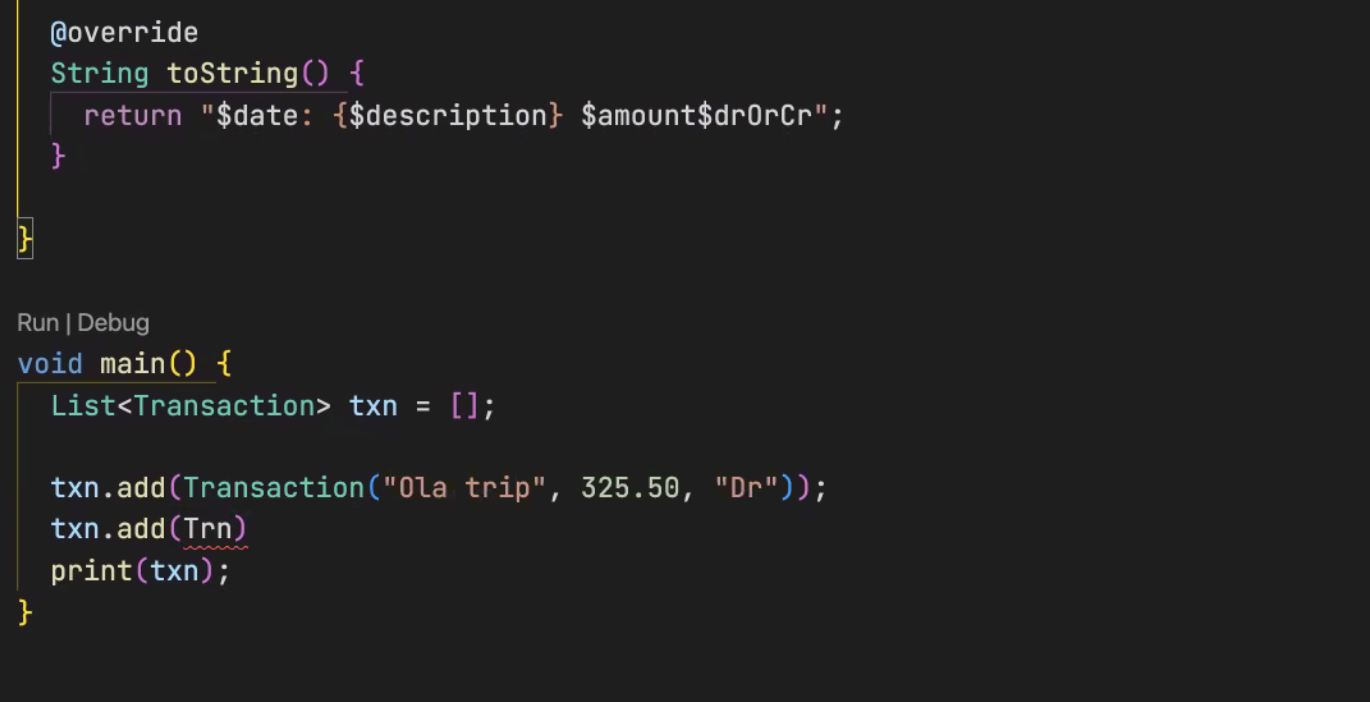 @override
String toString() {
return "$date: {$description} $amount$drOrCr";
}
}
Run | Debug
void main() {
List<Transaction> txn = [];
txn.add(Transaction("Ola trip", 325.50, "Dr"));
txn.add(Trn)
print(txn);
}